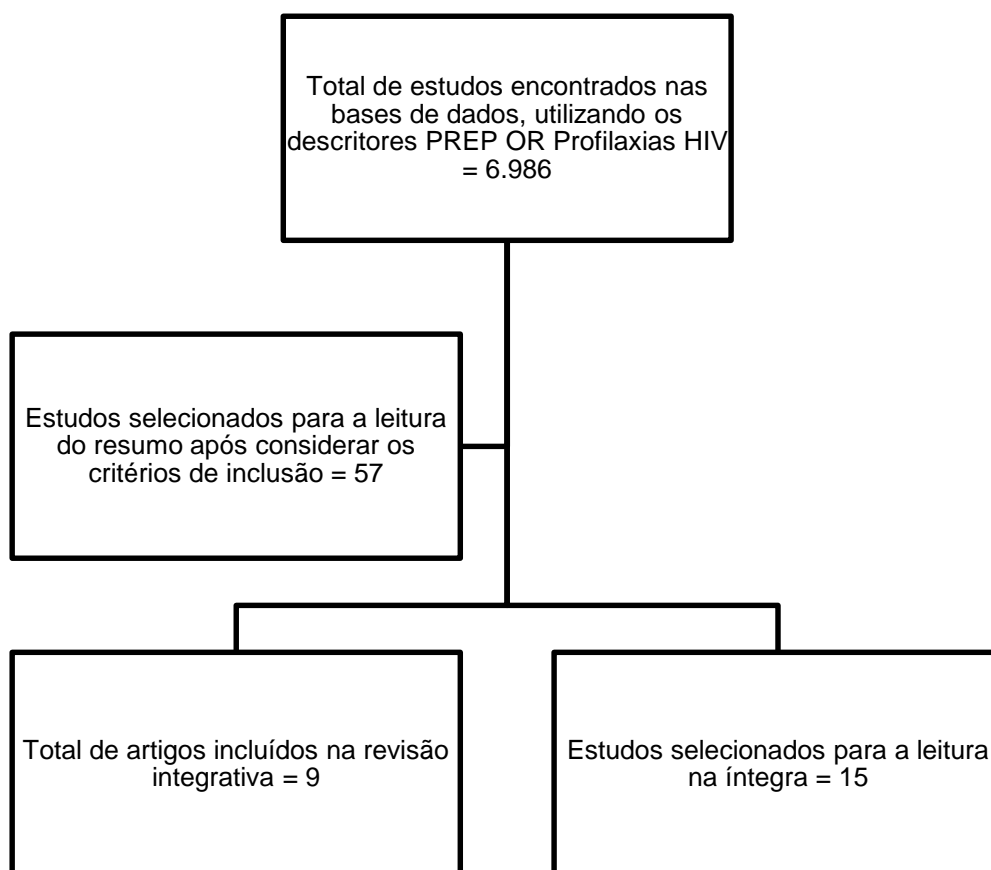 Total de estudos encontrados nas
bases de dados, utilizando os
descritores PREP OR Profilaxias HIV
= 6.986
Estudos selecionados para a leitura
do resumo após considerar os
critérios de inclusão = 57
Total de artigos incluídos na revisão
integrativa = 9
Estudos selecionados para a leitura
na íntegra = 15